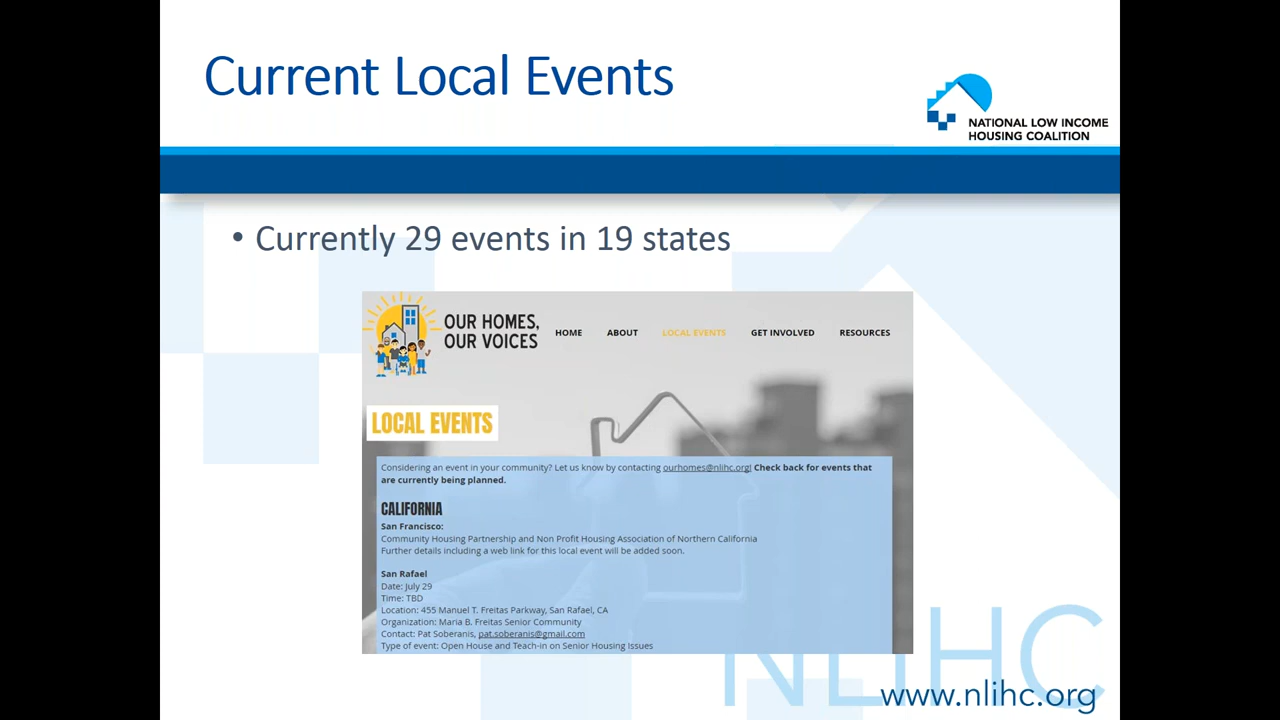 Current Local Events
NATIONAL LOW INCOME
HOUSING COALITION
• Currently 29 events in 19 states
OUR HOMES,
OUR VOICES
HOME ABOUT LOCAL EVENTS GET INVOLVED RESOURCES
LOCAL EVENTS
Considering an event in your community? Let us know by contacting ourhomes@nlihc.org! Check back for events that
are currently being planned.
CALIFORNIA
San Francisco:
Community Housing Partnership and Non Profit Housing Association of Northern California
Further details including a web link for this local event will be added soon.
San Rafael
Date: July 29
Time: TBD
Location: 455 Manuel T. Freitas Parkway, San Rafael, CA
Organization: Maria B. Freitas Senior Community
Contact: Pat Soberanis, pat.soberanis@gmail.com
Type of event: Open House and Teach-in on Senior Housing Issues
NLIHC
www.nlihc.org